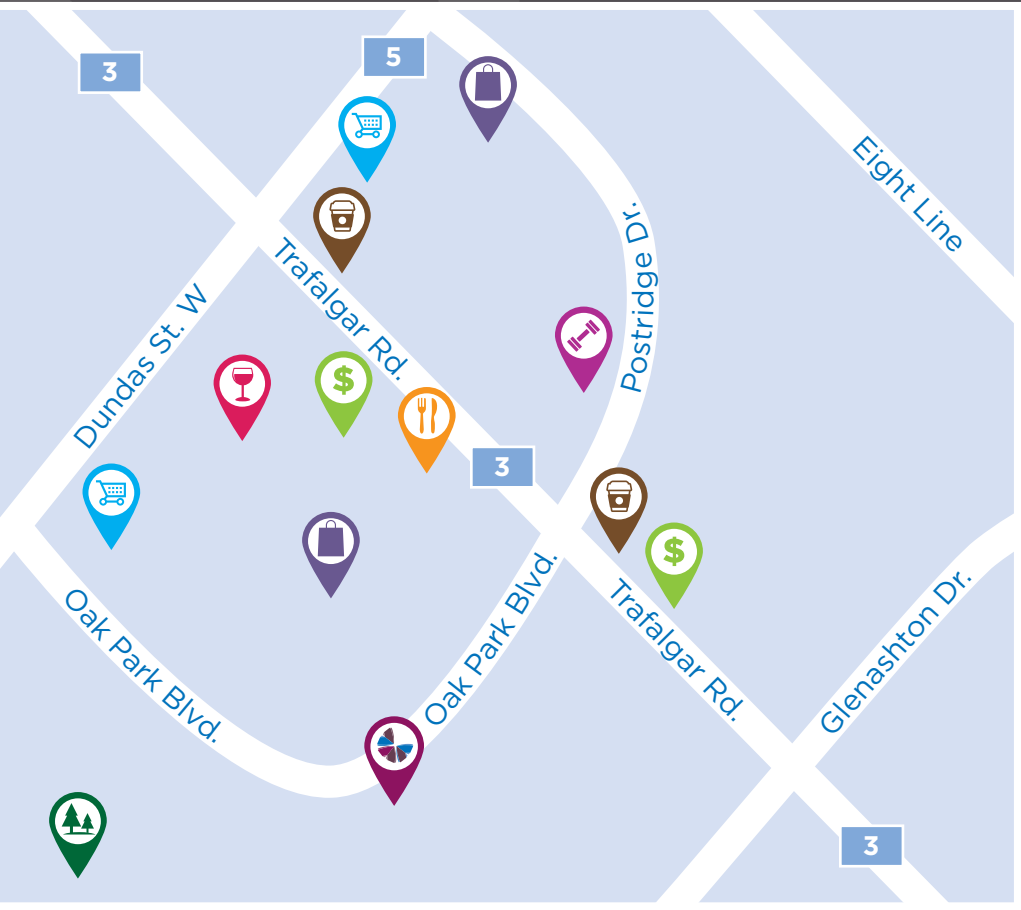 5
3
Eight Line
Postridge Dr.
Trafalgar Rd.
Dundas St. W
$
3
$
Oak Park Blvd.
Oak Park Blvd.
Trafalgar Rd.
Glenashton Dr.
3